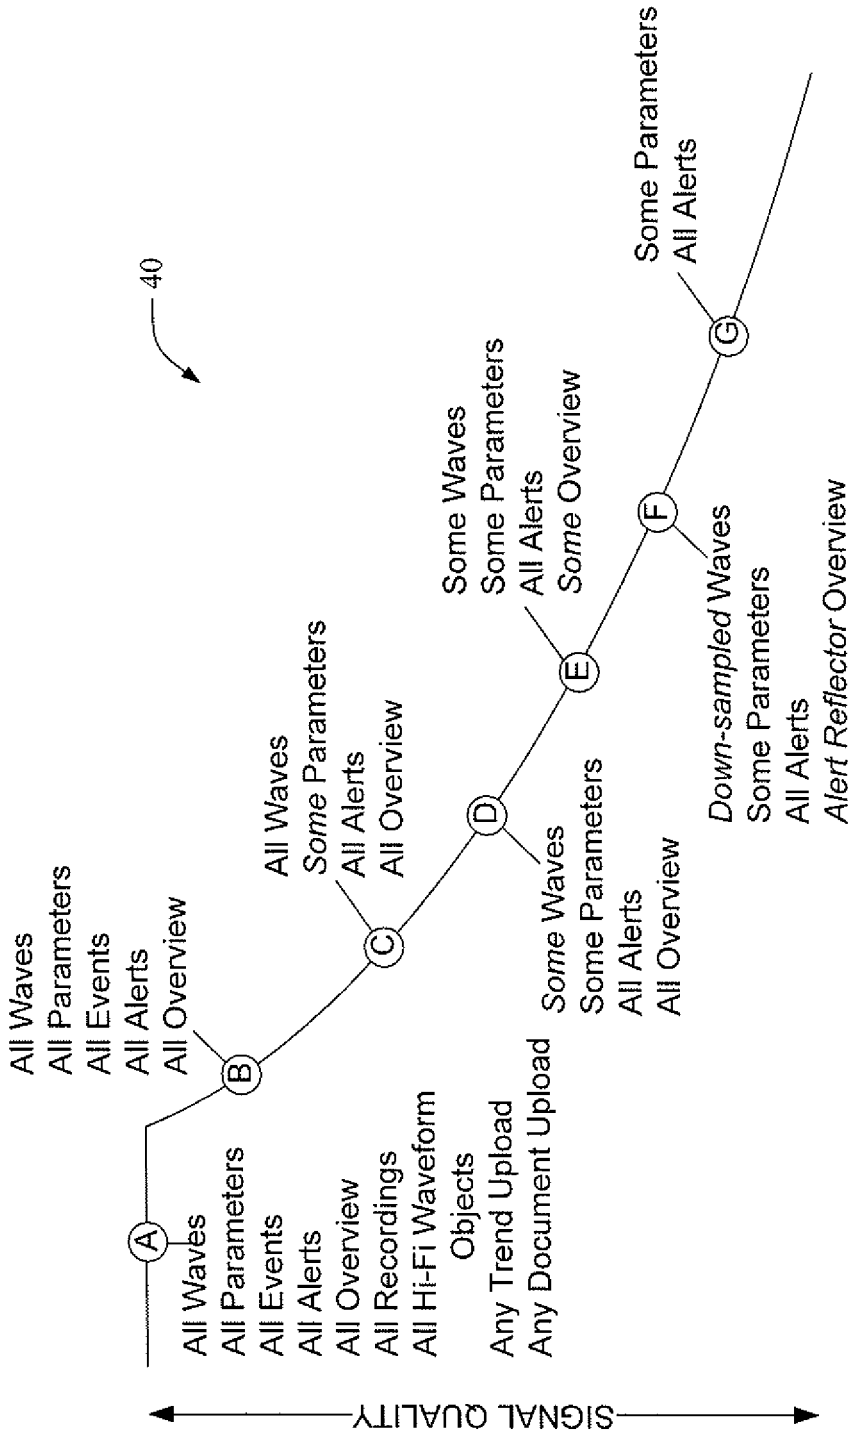 40
SIGNAL QUALITY
A
All Waves
All Parameters
All Events
All Alerts
All Overview
All Recordings
All Hi-Fi Waveform
Objects
Any Trend Upload
Any Document Upload
B
All Waves
All Parameters
All Events
All Alerts
All Overview
C
All Waves
Some Parameters
All Alerts
All Overview
D
Some Waves
Some Parameters
All Alerts
All Overview
E
Some Waves
Some Parameters
All Alerts
Some Overview
F
Down-sampled Waves
Some Parameters
All Alerts
Alert Reflector Overview
G
Some Parameters
All Alerts